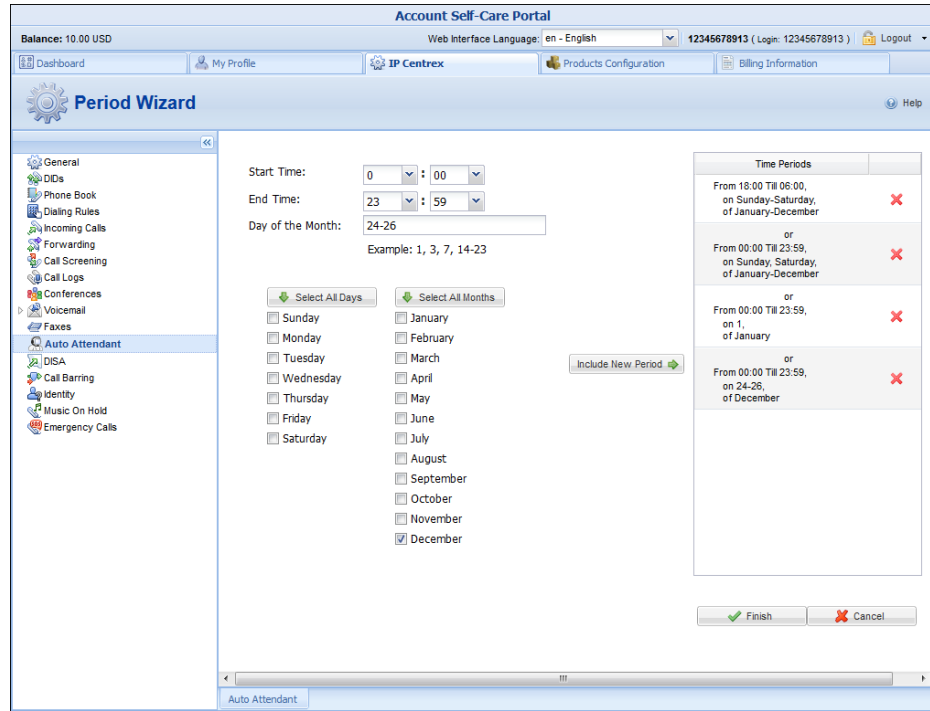 Account Self-Care Portal
Balance: 10.00 USD
Web Interface Language: en - English
12345678913 ( Login: 12345678913 )
Logout
Dashboard
My Profile
IP Centrex
Products Configuration
Billing Information
Period Wizard
Help
General
DIDs
Phone Book
Dialing Rules
Incoming Calls
Forwarding
Call Screening
Call Logs
Conferences
Voicemail
Faxes
Auto Attendant
DISA
Call Barring
Identity
Music On Hold
Emergency Calls
Start Time: 0 : 00
End Time: 23 : 59
Day of the Month: 24-26
Example: 1, 3, 7, 14-23
Select All Days
Sunday
Monday
Tuesday
Wednesday
Thursday
Friday
Saturday
Select All Months
January
February
March
April
May
June
July
August
September
October
November
December
Include New Period
Time Periods
From 18:00 Till 06:00,
on Sunday-Saturday,
of January-December
or
From 00:00 Till 23:59,
on Sunday, Saturday,
of January-December
or
From 00:00 Till 23:59,
on 1,
of January
or
From 00:00 Till 23:59,
on 24-26,
of December
Finish
Cancel
Auto Attendant